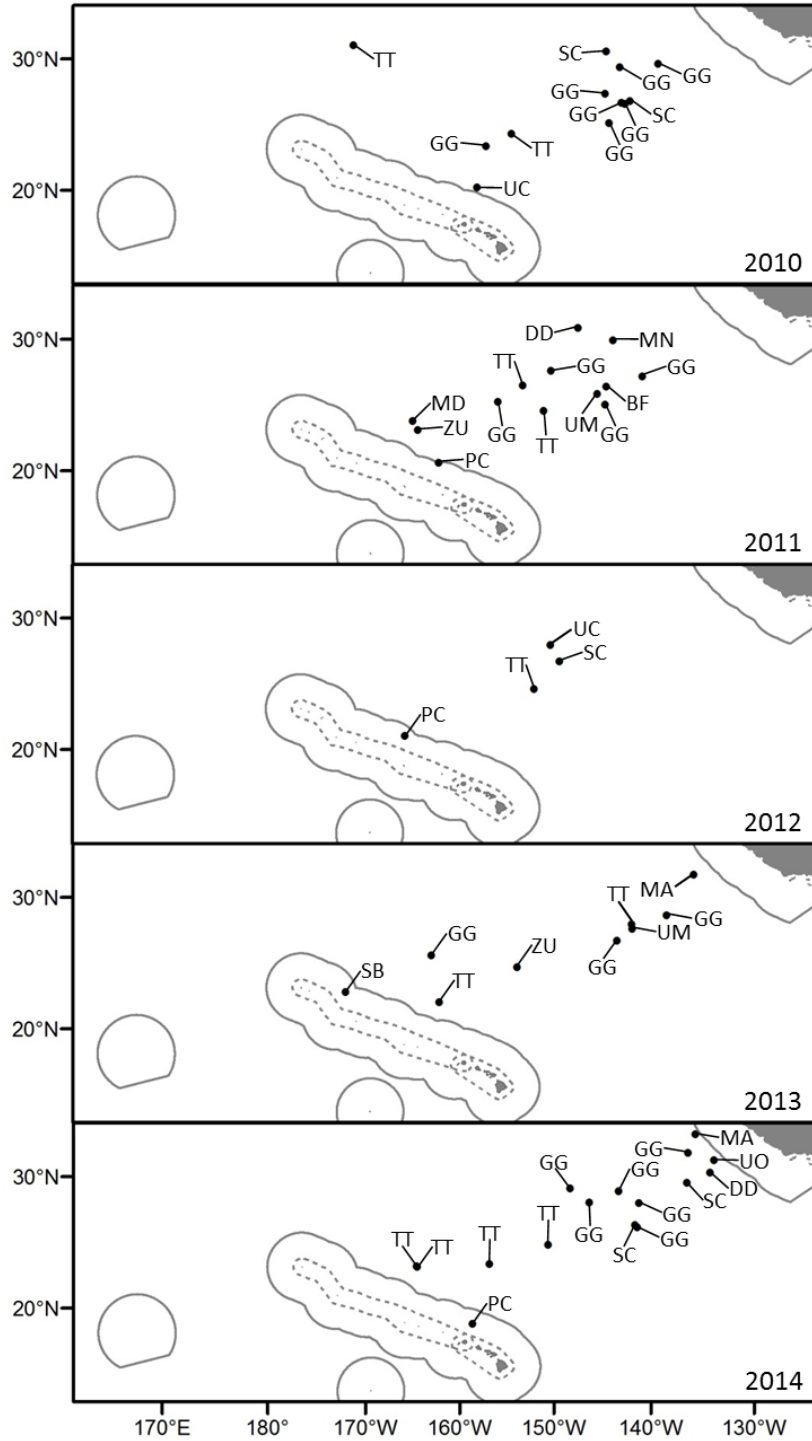 30°N
TT
SC
GG
GG
GG
GG
SC
GG
GG
GG
TT
20°N
UC
2010
30°N
DD
MN
TT
GG
GG
MD
BF
ZU
GG
TT
UM
GG
PC
20°N
2011
30°N
UC
SC
TT
PC
20°N
2012
30°N
MA
TT
GG
GG
UM
ZU
GG
SB
TT
20°N
2013
MA
30°N
GG
UO
GG
GG
DD
SC
TT
GG
GG
TT
TT
TT
GG
SC
PC
20°N
2014
170°E 180° 170°W 160°W 150°W 140°W 130°W